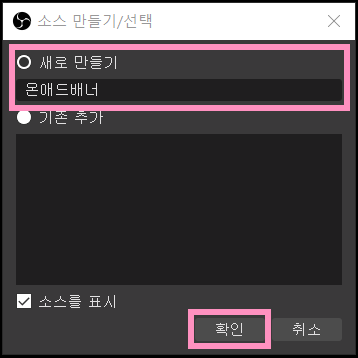 소스 만들기/선택
새로 만들기
온애드배너
기존 추가
소스를 표시
확인
취소